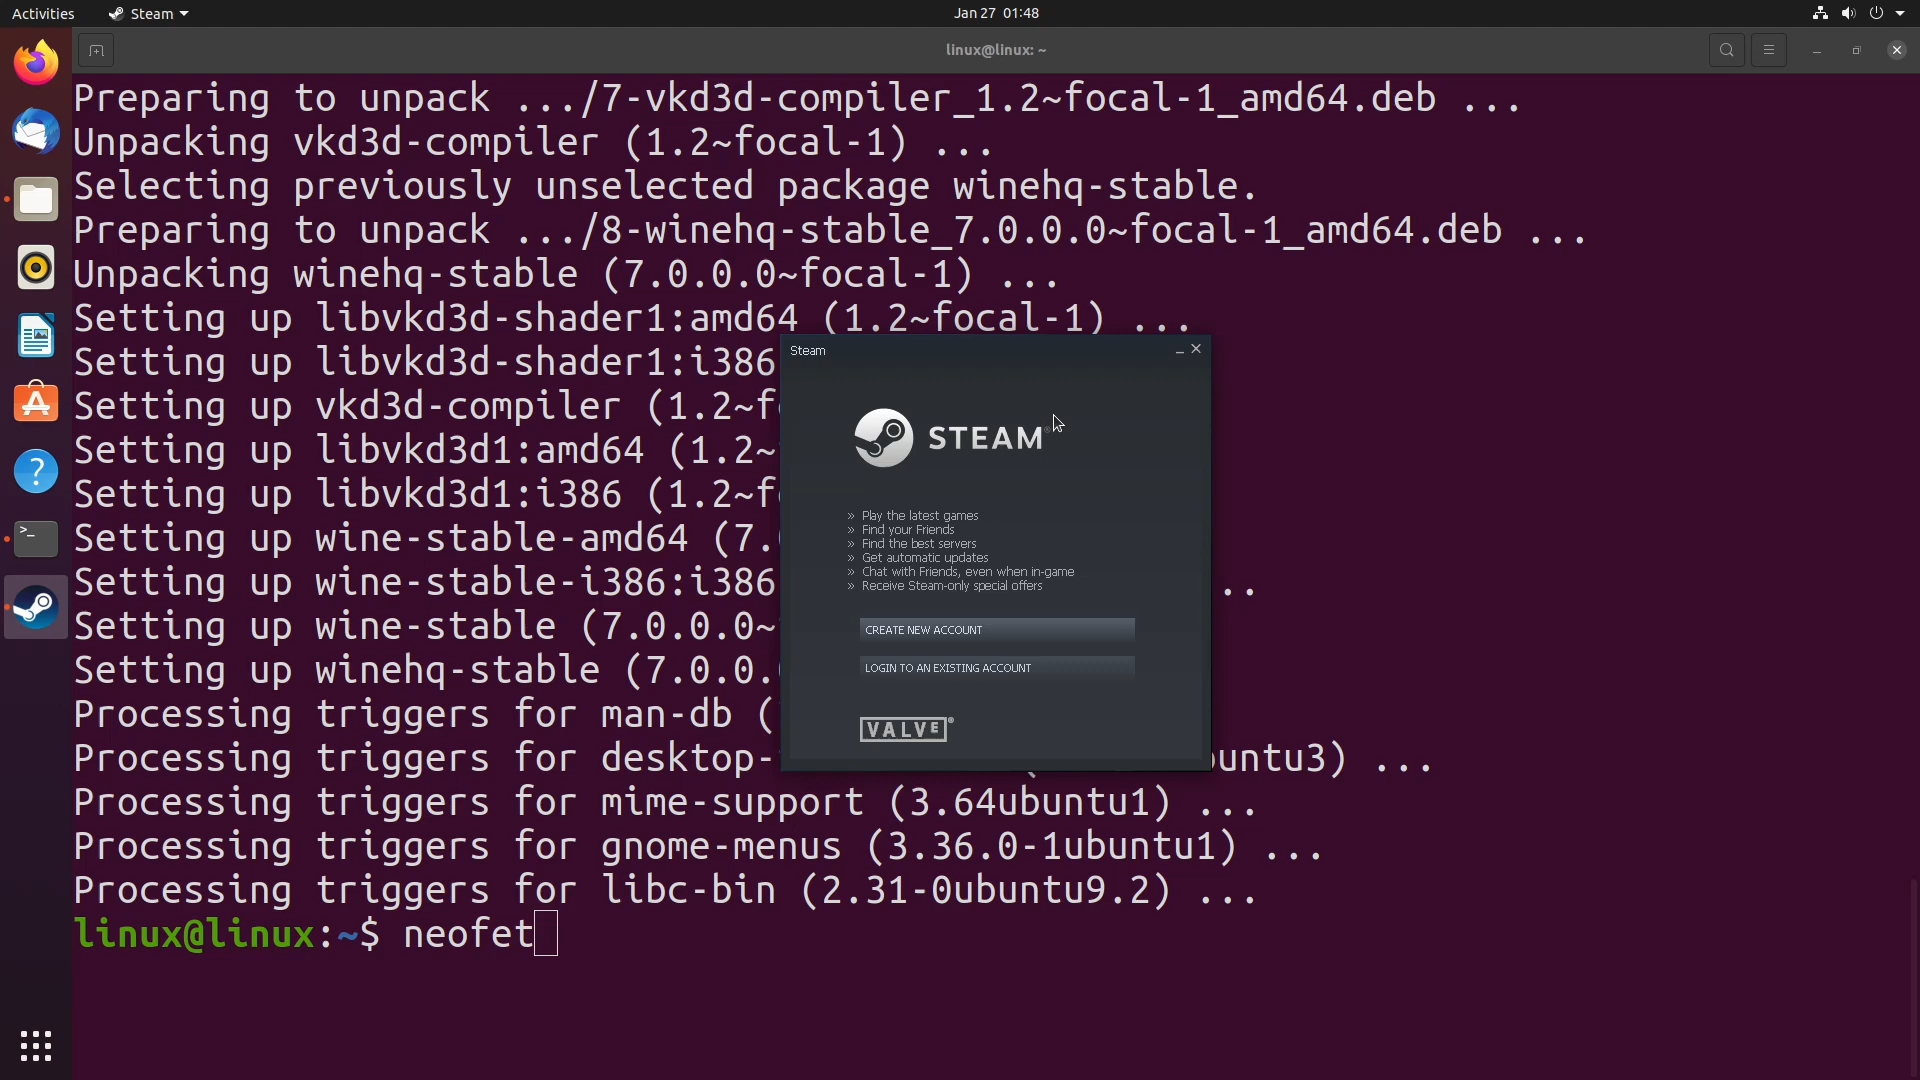 Activities
Steam
Jan 27 01:48
linux@linux: ~
Preparing to unpack .../7-vkd3d-compiler_1.2~focal-1_amd64.deb ...
Unpacking vkd3d-compiler (1.2~focal-1) ...
Selecting previously unselected package winehq-stable.
Preparing to unpack .../8-winehq-stable_7.0.0.0~focal-1_amd64.deb ...
Unpacking winehq-stable (7.0.0.0~focal-1) ...
Setting up libvkd3d-shader1:amd64 (1.2~focal-1) ...
Setting up libvkd3d-shader1:i386
Setting up vkd3d-compiler (1.2~f
Setting up libvkd3d1:amd64 (1.2~
Setting up libvkd3d1:i386 (1.2~f
Setting up wine-stable-amd64 (7.
Setting up wine-stable-i386:i386 ..
Setting up wine-stable (7.0.0.0~
Setting up winehq-stable (7.0.0.
Processing triggers for man-db (
Processing triggers for desktop- untu3) ...
Processing triggers for mime-support (3.64ubuntu1) ...
Processing triggers for gnome-menus (3.36.0-1ubuntu1) ...
Processing triggers for libc-bin (2.31-0ubuntu9.2) ...
linux@linux:~$ neofet
Steam
STEAM
» Play the latest games
» Find your Friends
» Find the best servers
» Get automatic updates
» Chat with Friends, even when in-game
» Receive Steam-only special offers
CREATE NEW ACCOUNT
LOGIN TO AN EXISTING ACCOUNT
VALVE®